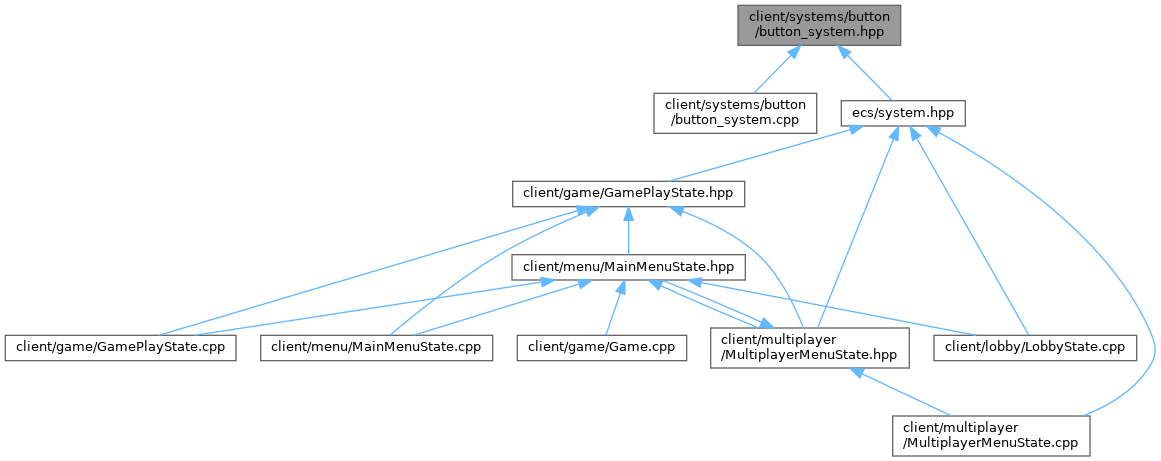 client/systems/button
/button_system.hpp
client/systems/button
/button_system.cpp
ecs/system.hpp
client/game/GamePlayState.hpp
client/menu/MainMenuState.hpp
client/game/GamePlayState.cpp
client/menu/MainMenuState.cpp
client/game/Game.cpp
client/multiplayer
/MultiplayerMenuState.hpp
client/lobby/LobbyState.cpp
client/multiplayer
/MultiplayerMenuState.cpp